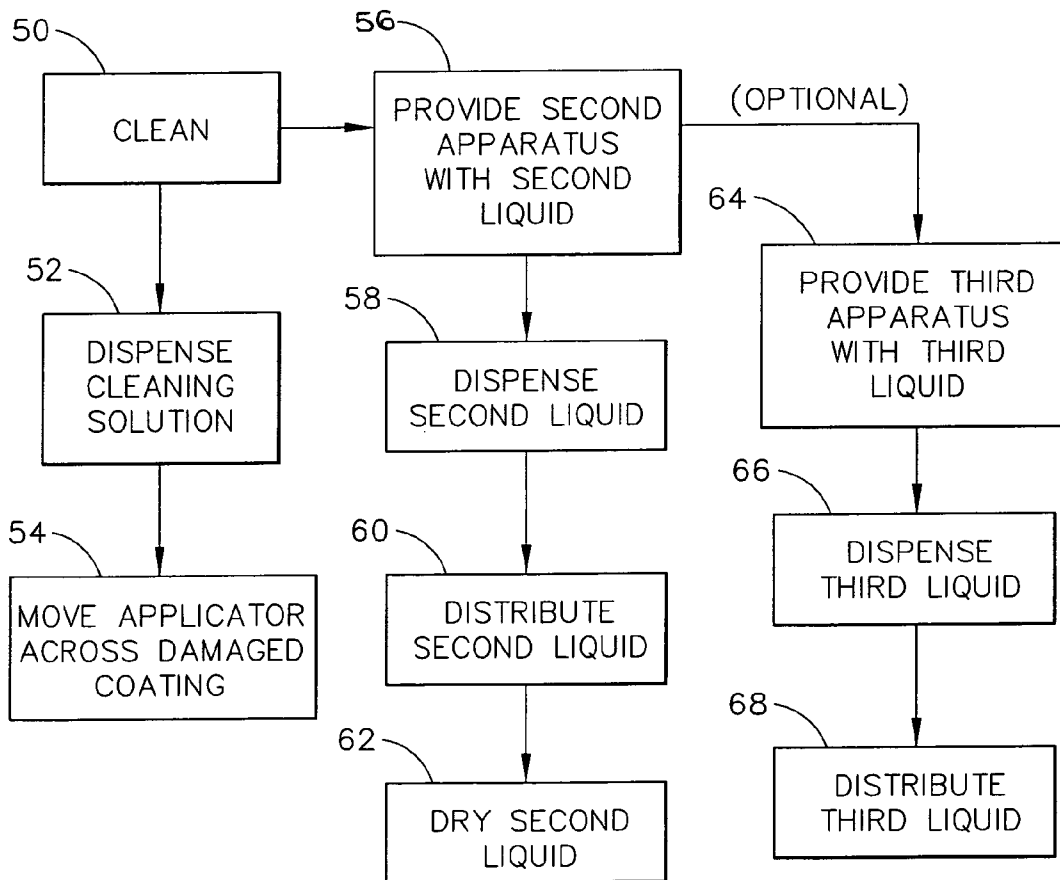 50
CLEAN
52
DISPENSE
CLEANING
SOLUTION
54
MOVE APPLICATOR
ACROSS DAMAGED
COATING
56
PROVIDE SECOND
APPARATUS
WITH SECOND
LIQUID
58
DISPENSE
SECOND LIQUID
60
DISTRIBUTE
SECOND LIQUID
62
DRY SECOND
LIQUID
(OPTIONAL)
64
PROVIDE THIRD
APPARATUS
WITH THIRD
LIQUID
66
DISPENSE
THIRD LIQUID
68
DISTRIBUTE
THIRD LIQUID